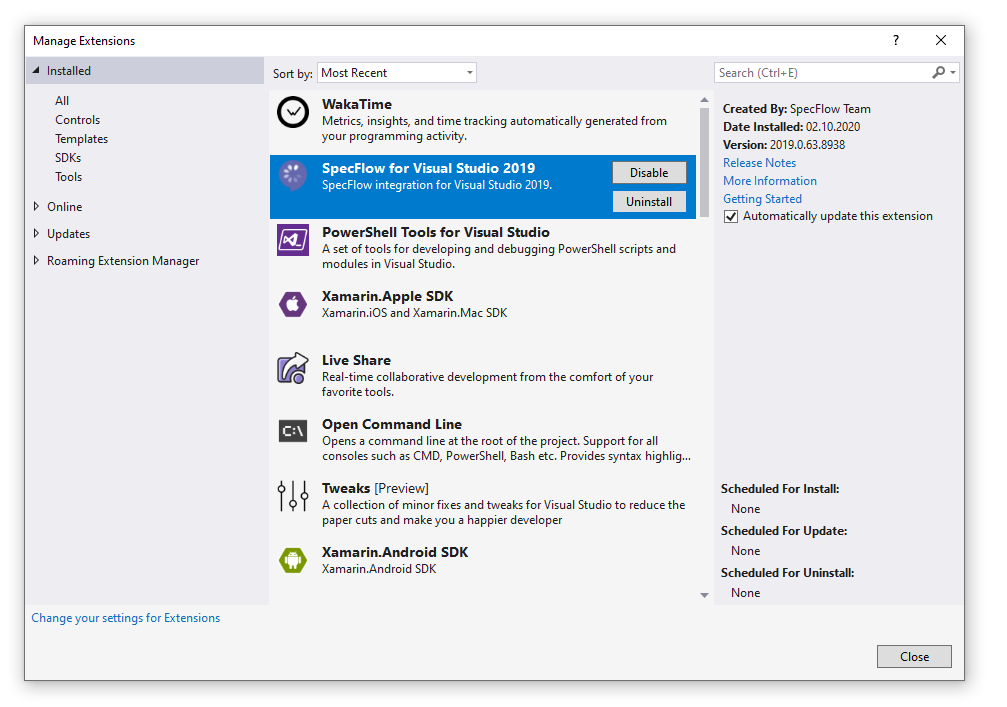 Manage Extensions
?
Installed
All
Controls
Templates
SDKs
Tools
Online
Updates
Roaming Extension Manager
Sort by: Most Recent
WakaTime
Metrics, insights, and time tracking automatically generated from
your programming activity.
SpecFlow for Visual Studio 2019
SpecFlow integration for Visual Studio 2019.
Disable
Uninstall
PowerShell Tools for Visual Studio
A set of tools for developing and debugging PowerShell scripts and
modules in Visual Studio.
Xamarin.Apple SDK
Xamarin.iOS and Xamarin.Mac SDK
Live Share
Real-time collaborative development from the comfort of your
favorite tools.
C:\
Open Command Line
Opens a command line at the root of the project. Support for all
consoles such as CMD, PowerShell, Bash etc. Provides syntax highlig...
Tweaks [Preview]
A collection of minor fixes and tweaks for Visual Studio to reduce the
paper cuts and make you a happier developer
Xamarin.Android SDK
Xamarin.Android SDK
Search (Ctrl+E)
Created By: SpecFlow Team
Date Installed: 02.10.2020
Version: 2019.0.63.8938
Release Notes
More Information
Getting Started
Automatically update this extension
Scheduled For Install:
None
Scheduled For Update:
None
Scheduled For Uninstall:
None
Change your settings for Extensions
Close